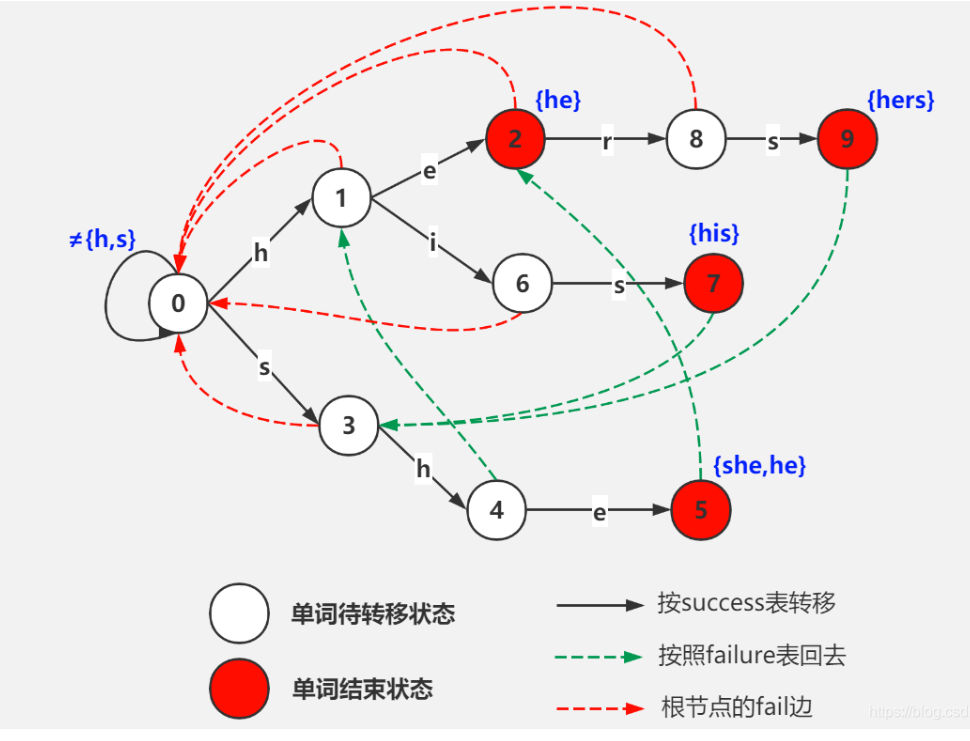 {he}
{hers}
2
r
8
s
9
e
1
≠{h,s}
h
i
{his}
6
s
7
0
s
3
{she,he}
h
4
e
5
单词待转移状态
按success表转移
按照failure表回去
单词结束状态
根节点的fail边
https://blog.csd